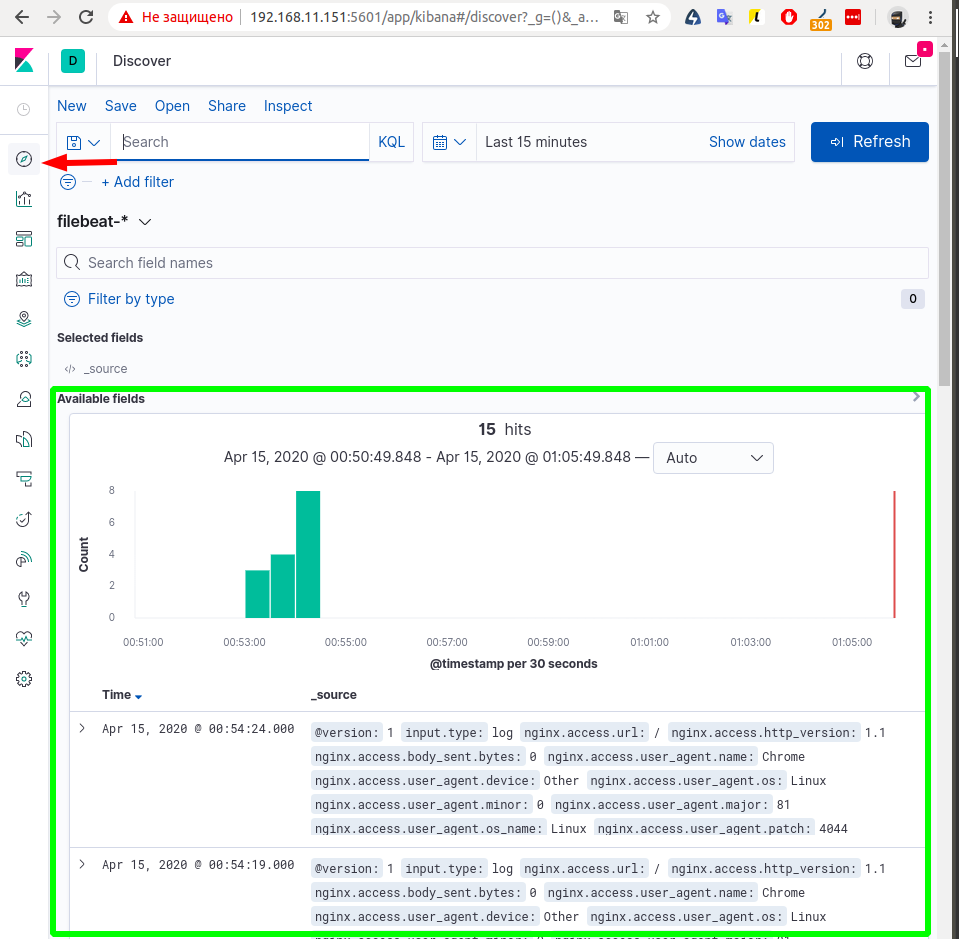 Не защищено 192.168.11.151:5601/app/kibana#/discover?_g=()&_a... 302
D Discover
New Save Open Share Inspect
Search KQL Last 15 minutes Show dates Refresh
+ Add filter
filebeat-*
Search field names
Filter by type 0
Selected fields
</> _source
Available fields
15 hits
Apr 15, 2020 @ 00:50:49.848 - Apr 15, 2020 @ 01:05:49.848 — Auto
8
6
4
2
0
Count
00:51:00 00:53:00 00:55:00 00:57:00 00:59:00 01:01:00 01:03:00 01:05:00
@timestamp per 30 seconds
Time _source
Apr 15, 2020 @ 00:54:24.000 @version: 1 input.type: log nginx.access.url: / nginx.access.http_version: 1.1
nginx.access.body_sent.bytes: 0 nginx.access.user_agent.name: Chrome
nginx.access.user_agent.device: Other nginx.access.user_agent.os: Linux
nginx.access.user_agent.minor: 0 nginx.access.user_agent.major: 81
nginx.access.user_agent.os_name: Linux nginx.access.user_agent.patch: 4044
Apr 15, 2020 @ 00:54:19.000 @version: 1 input.type: log nginx.access.url: / nginx.access.http_version: 1.1
nginx.access.body_sent.bytes: 0 nginx.access.user_agent.name: Chrome
nginx.access.user_agent.device: Other nginx.access.user_agent.os: Linux